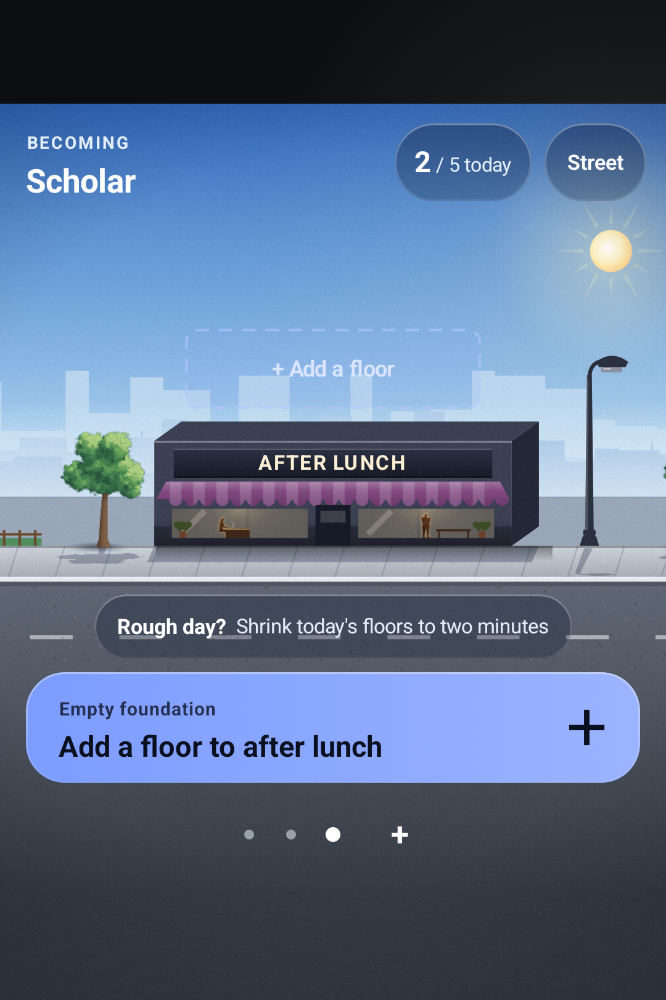 BECOMING
Scholar
2 / 5 today
Street
+ Add a floor
AFTER LUNCH
Rough day? Shrink today's floors to two minutes
Empty foundation
Add a floor to after lunch
+
+